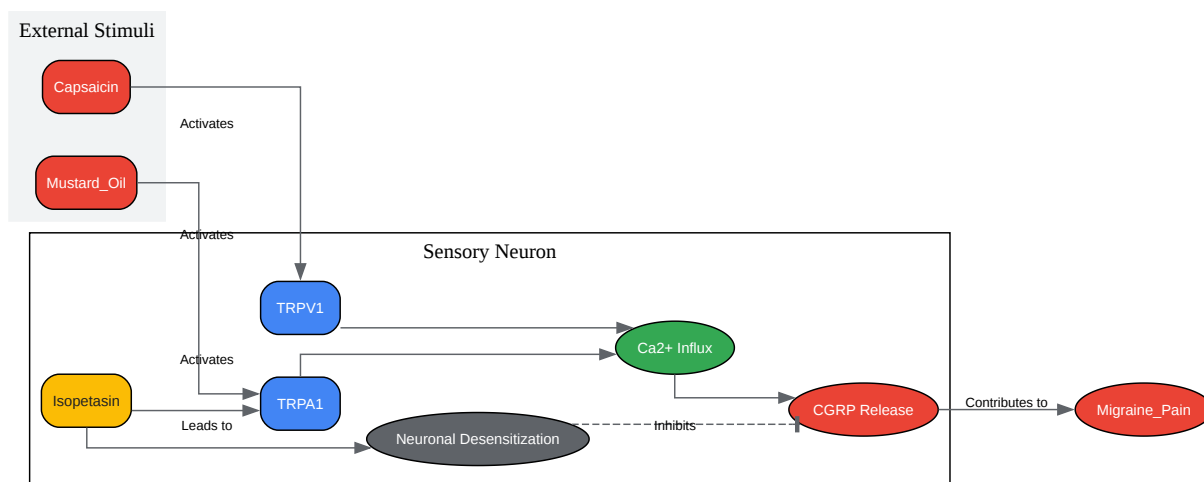 External Stimuli
Capsaicin
Activates
Mustard_Oil
Activates
Sensory Neuron
TRPV1
Ca2+ Influx
Activates
Isopetasin
TRPA1
Leads to
Neuronal Desensitization
Inhibits
CGRP Release
Contributes to
Migraine_Pain